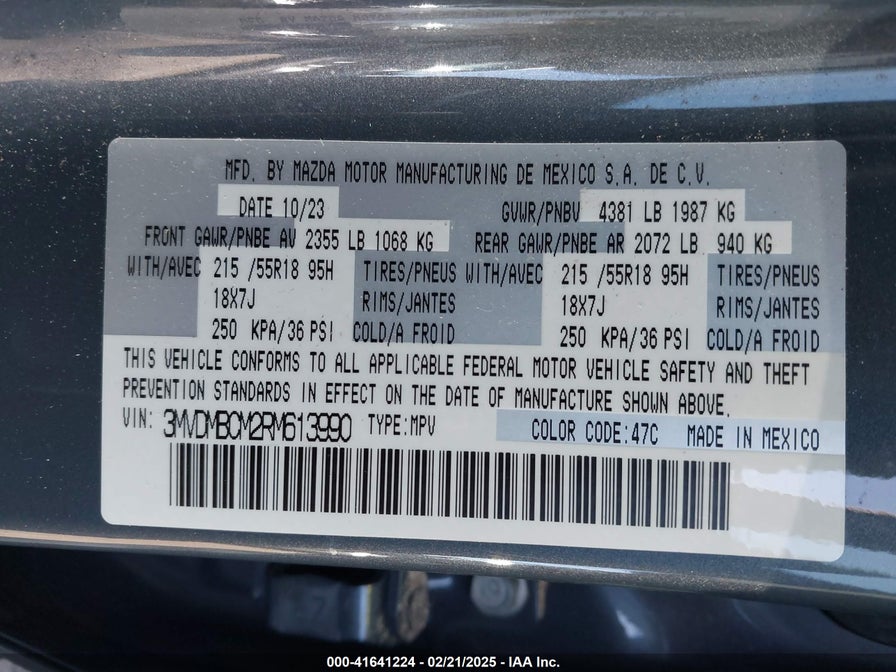 MFD. BY MAZDA MOTOR MANUFACTURING DE MEXICO S.A. DE C.V.
DATE 10/23 GVWR/PNBV 4381 LB 1987 KG
FRONT GAWR/PNBE AV 2355 LB 1068 KG REAR GAWR/PNBE AR 2072 LB 940 KG
WITH/AVEC 215 /55R18 95H TIRES/PNEUS WITH/AVEC 215 /55R18 95H TIRES/PNEUS
18X7J RIMS/JANTES 18X7J RIMS/JANTES
250 KPA/36 PSI COLD/A FROID 250 KPA/36 PSI COLD/A FROID
THIS VEHICLE CONFORMS TO ALL APPLICABLE FEDERAL MOTOR VEHICLE SAFETY AND THEFT
PREVENTION STANDARDS IN EFFECT ON THE DATE OF MANUFACTURE SHOWN ABOVE.
VIN: 3MVDMBCM2RM613990 TYPE:MPV COLOR CODE:47C MADE IN MEXICO
000-41641224 - 02/21/2025 - IAA Inc.